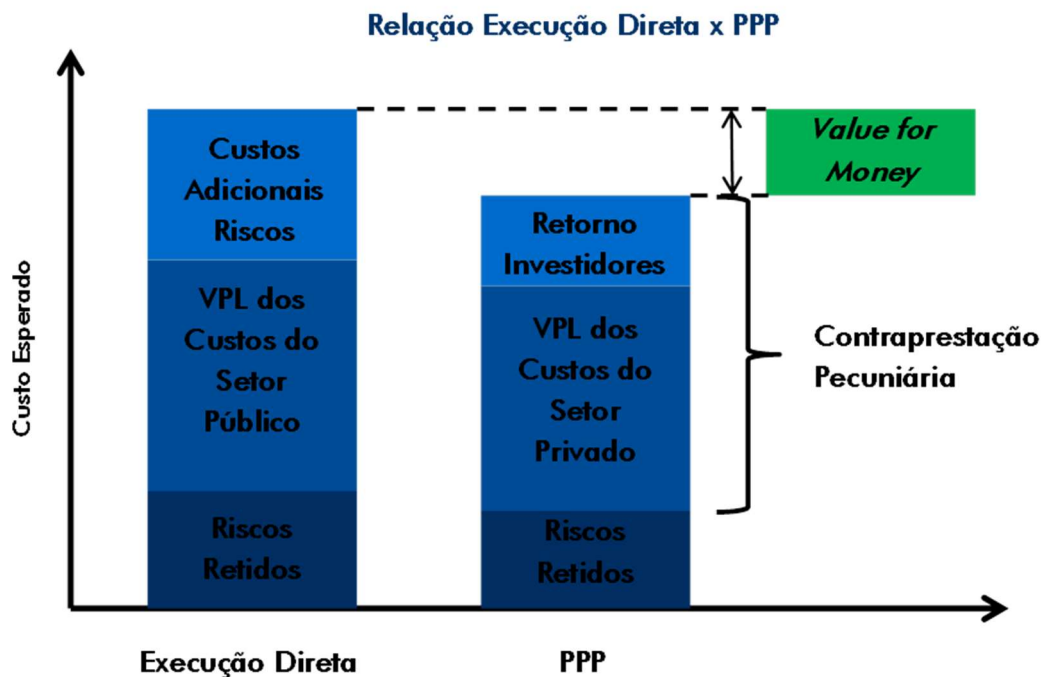 Relação Execução Direta x PPP
Custo Esperado
Custos
Adicionais
Riscos
VPL dos
Custos do
Setor
Público
Riscos
Retidos
Retorno
Investidores
VPL dos
Custos do
Setor
Privado
Riscos
Retidos
Value for
Money
Contraprestação
Pecuniária
Execução Direta
PPP